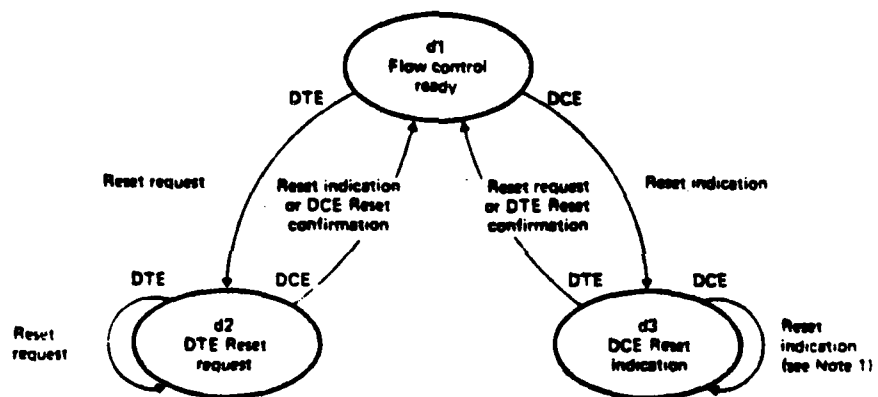 d1
Flow control
ready
DTE
DCE
Reset request
Reset indication
or DCE Reset
confirmation
Reset request
or DTE Reset
confirmation
Reset indication
DTE
DCE
DTE
DCE
Reset
request
d2
DTE Reset
request
d3
DCE Reset
indication
Reset
indication
(see Note 1)